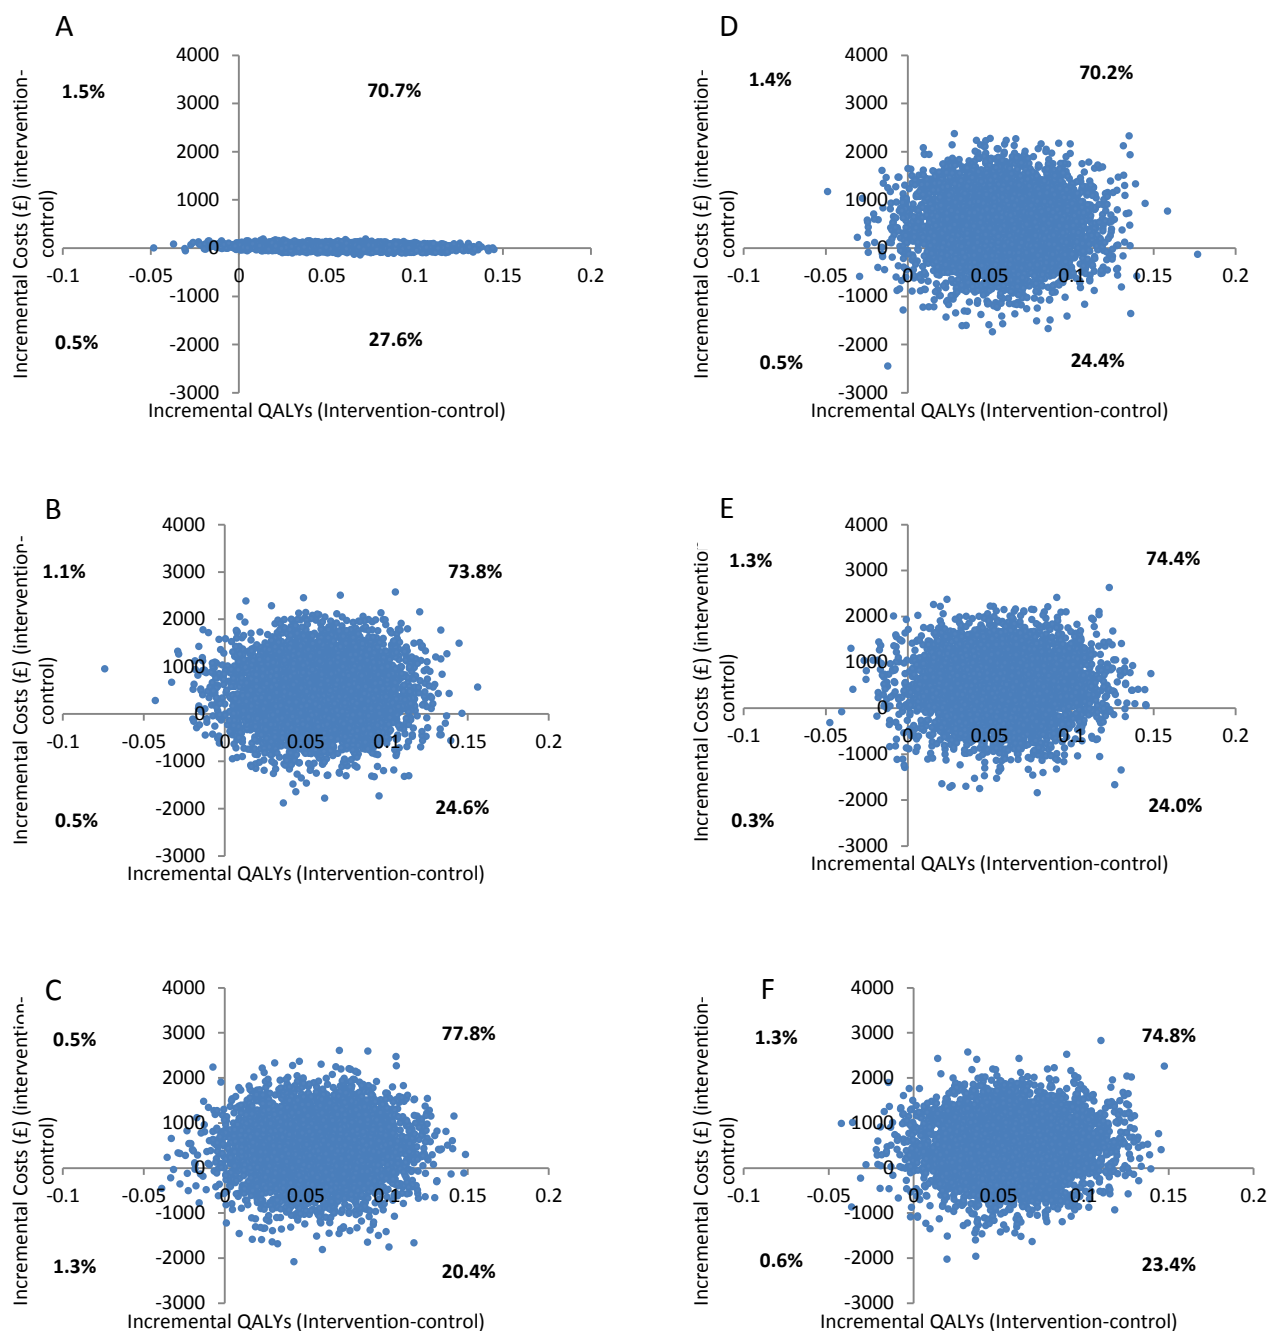 A
Incremental Costs (£) (intervention-
control)
4000
3000
2000
1000
0
-1000
-2000
-3000
-0.1 -0.05 0 0.05 0.1 0.15 0.2
1.5% 70.7%
0.5% 27.6%
Incremental QALYs (Intervention-control)
D
Incremental Costs (£) (intervention-
control)
4000
3000
2000
1000
0
-1000
-2000
-3000
-0.1 -0.05 0 0.05 0.1 0.15 0.2
1.4% 70.2%
0.5% 24.4%
Incremental QALYs (Intervention-control)
B
Incremental Costs (£) (intervention-
control)
4000
3000
2000
1000
0
-1000
-2000
-3000
-0.1 -0.05 0 0.05 0.1 0.15 0.2
1.1% 73.8%
0.5% 24.6%
Incremental QALYs (Intervention-control)
E
Incremental Costs (£) (interventio-
control)
4000
3000
2000
1000
0
-1000
-2000
-3000
-0.1 -0.05 0 0.05 0.1 0.15 0.2
1.3% 74.4%
0.3% 24.0%
Incremental QALYs (Intervention-control)
C
Incremental Costs (£) (intervention-
control)
4000
3000
2000
1000
0
-1000
-2000
-3000
-0.1 -0.05 0 0.05 0.1 0.15 0.2
0.5% 77.8%
1.3% 20.4%
Incremental QALYs (Intervention-control)
F
Incremental Costs (£) (intervention-
control)
4000
3000
2000
1000
0
-1000
-2000
-3000
-0.1 -0.05 0 0.05 0.1 0.15 0.2
1.3% 74.8%
0.6% 23.4%
Incremental QALYs (Intervention-control)